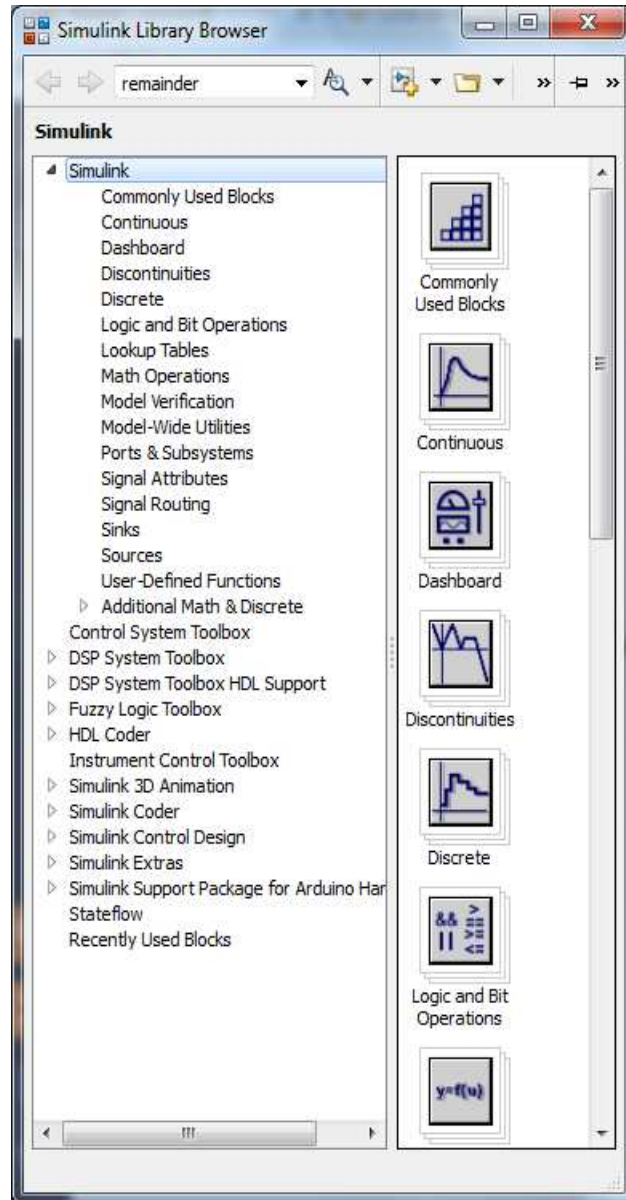 Simulink Library Browser
remainder
Simulink
Simulink
Commonly Used Blocks
Continuous
Dashboard
Discontinuities
Discrete
Logic and Bit Operations
Lookup Tables
Math Operations
Model Verification
Model-Wide Utilities
Ports & Subsystems
Signal Attributes
Signal Routing
Sinks
Sources
User-Defined Functions
Additional Math & Discrete
Control System Toolbox
DSP System Toolbox
DSP System Toolbox HDL Support
Fuzzy Logic Toolbox
HDL Coder
Instrument Control Toolbox
Simulink 3D Animation
Simulink Coder
Simulink Control Design
Simulink Extras
Simulink Support Package for Arduino Har
Stateflow
Recently Used Blocks
Commonly
Used Blocks
Continuous
Dashboard
Discontinuities
Discrete
&& >
== 
|| >=
<=
Logic and Bit
Operations
y=f(u)